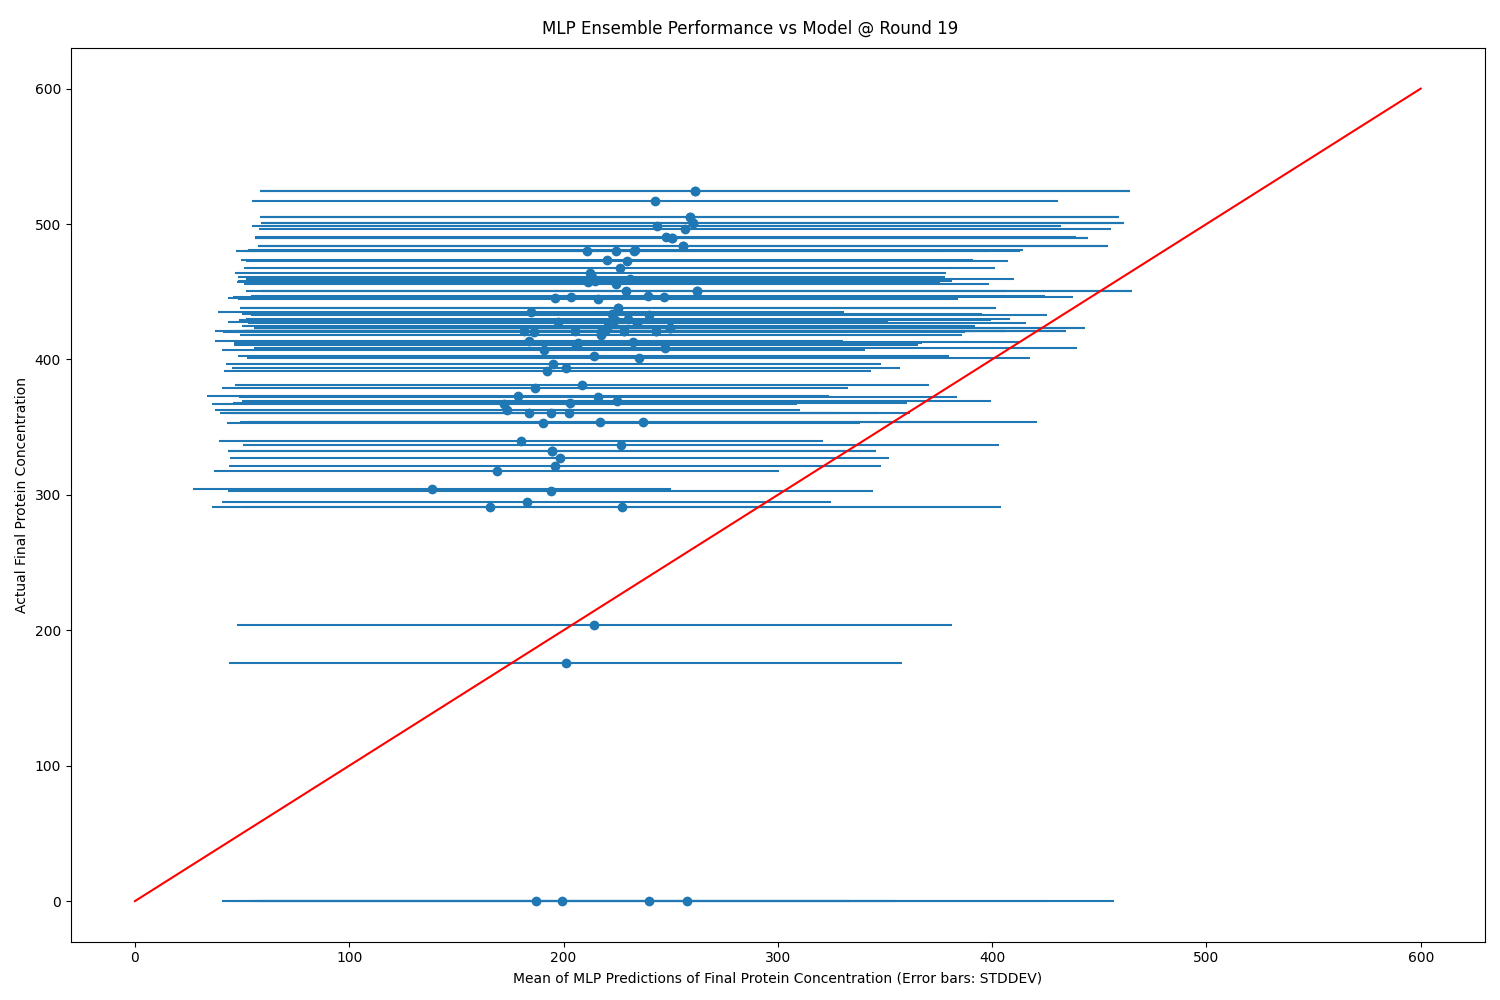 MLP Ensemble Performance vs Model @ Round 19
600
500
400
300
200
100
0
Actual Final Protein Concentration
0 100 200 300 400 500 600
Mean of MLP Predictions of Final Protein Concentration (Error bars: STDDEV)